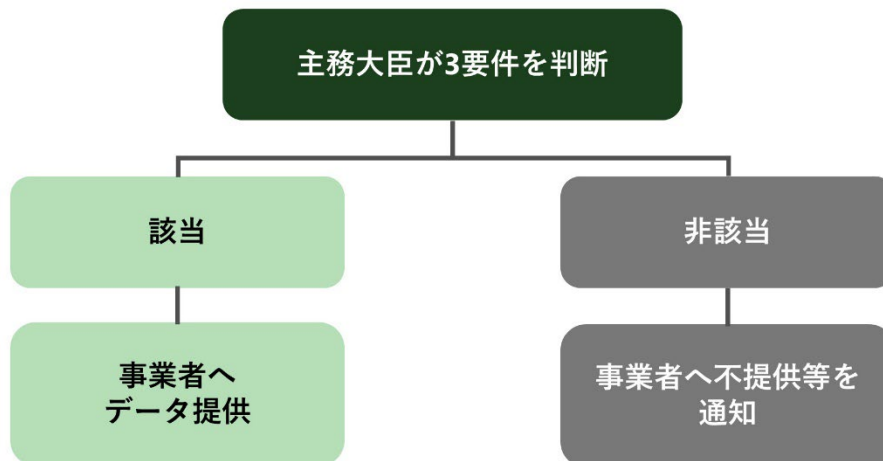 主務大臣が3要件を判断
該当
非該当
事業者へ
データ提供
事業者へ不提供等を
通知